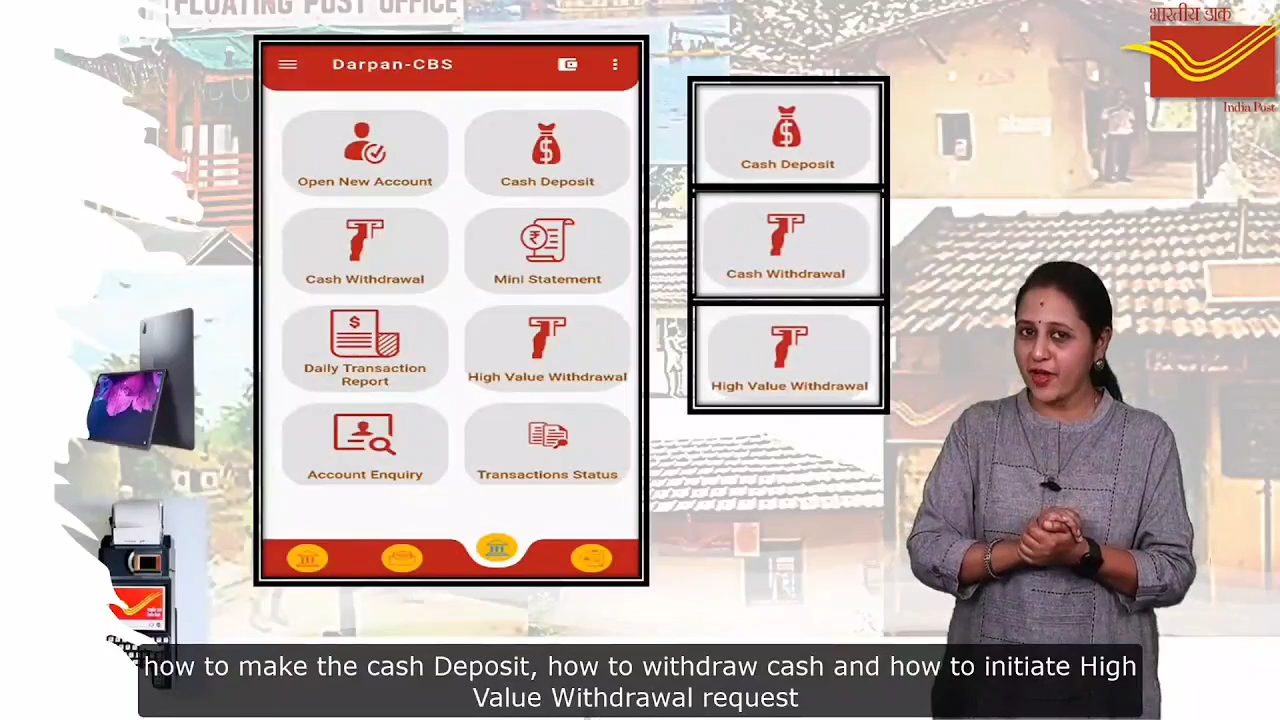 FLOATING POST OFFICE
भारतीय डाक
India Post
Darpan-CBS
Open New Account
Cash Deposit
Cash Withdrawal
Mini Statement
Daily Transaction
Report
High Value Withdrawal
Account Enquiry
Transactions Status
Cash Deposit
Cash Withdrawal
High Value Withdrawal
how to make the cash Deposit, how to withdraw cash and how to initiate High
Value Withdrawal request